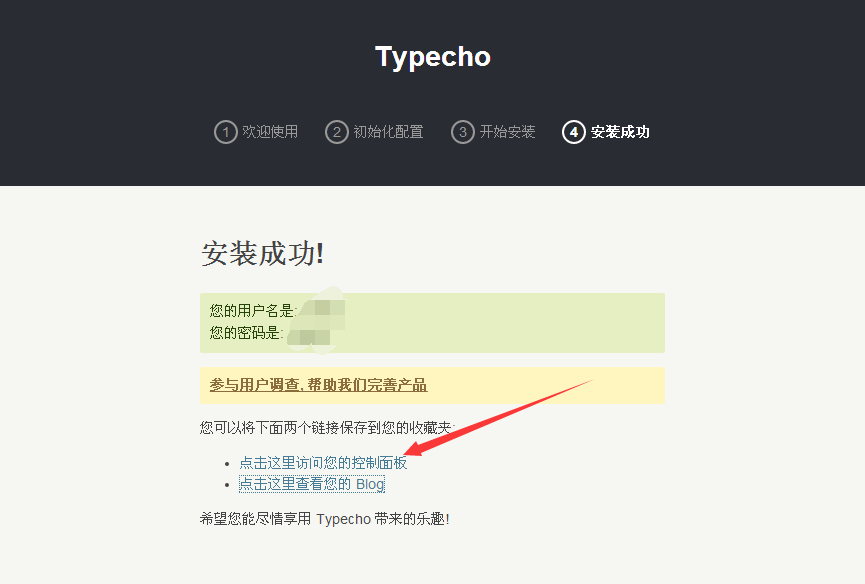 Typecho
1 欢迎使用 2 初始化配置 3 开始安装 4 安装成功
安装成功!
您的用户名是:
您的密码是:
参与用户调查, 帮助我们完善产品
您可以将下面两个链接保存到您的收藏夹:
点击这里访问您的控制面板
点击这里查看您的 Blog
希望您能尽情享用 Typecho 带来的乐趣!